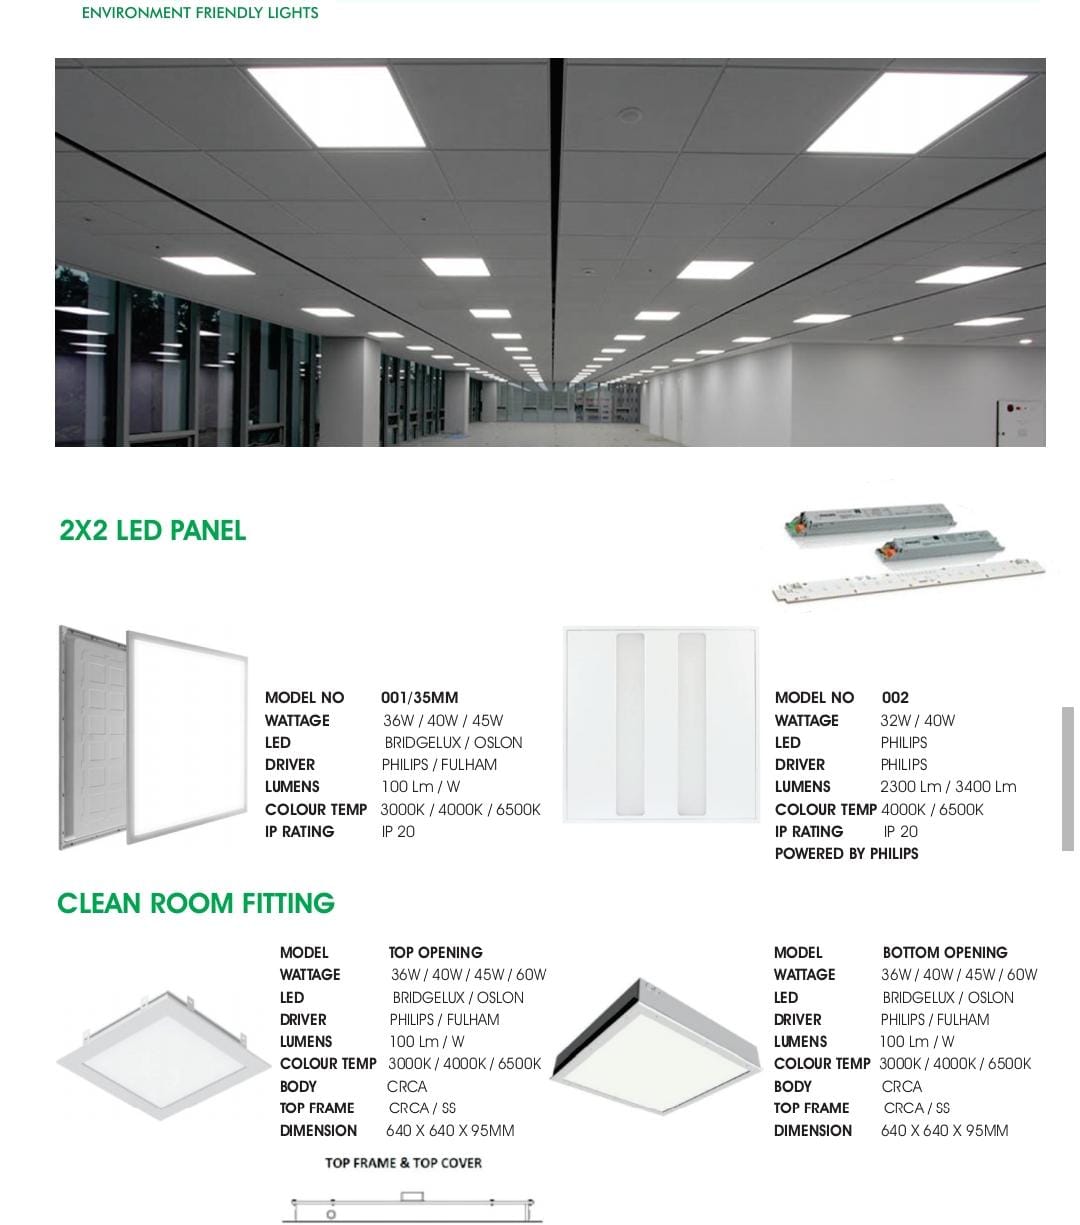 ENVIRONMENT FRIENDLY LIGHTS
2X2 LED PANEL
MODEL NO 001/35MM
WATTAGE 36W / 40W / 45W
LED BRIDGELUX / OSLON
DRIVER PHILIPS / FULHAM
LUMENS 100 Lm / W
COLOUR TEMP 3000K / 4000K / 6500K
IP RATING IP 20
MODEL NO 002
WATTAGE 32W / 40W
LED PHILIPS
DRIVER PHILIPS
LUMENS 2300 Lm / 3400 Lm
COLOUR TEMP 4000K / 6500K
IP RATING IP 20
POWERED BY PHILIPS
CLEAN ROOM FITTING
MODEL TOP OPENING
WATTAGE 36W / 40W / 45W / 60W
LED BRIDGELUX / OSLON
DRIVER PHILIPS / FULHAM
LUMENS 100 Lm / W
COLOUR TEMP 3000K / 4000K / 6500K
BODY CRCA
TOP FRAME CRCA / SS
DIMENSION 640 X 640 X 95MM
TOP FRAME & TOP COVER
MODEL BOTTOM OPENING
WATTAGE 36W / 40W / 45W / 60W
LED BRIDGELUX / OSLON
DRIVER PHILIPS / FULHAM
LUMENS 100 Lm / W
COLOUR TEMP 3000K / 4000K / 6500K
BODY CRCA
TOP FRAME CRCA / SS
DIMENSION 640 X 640 X 95MM